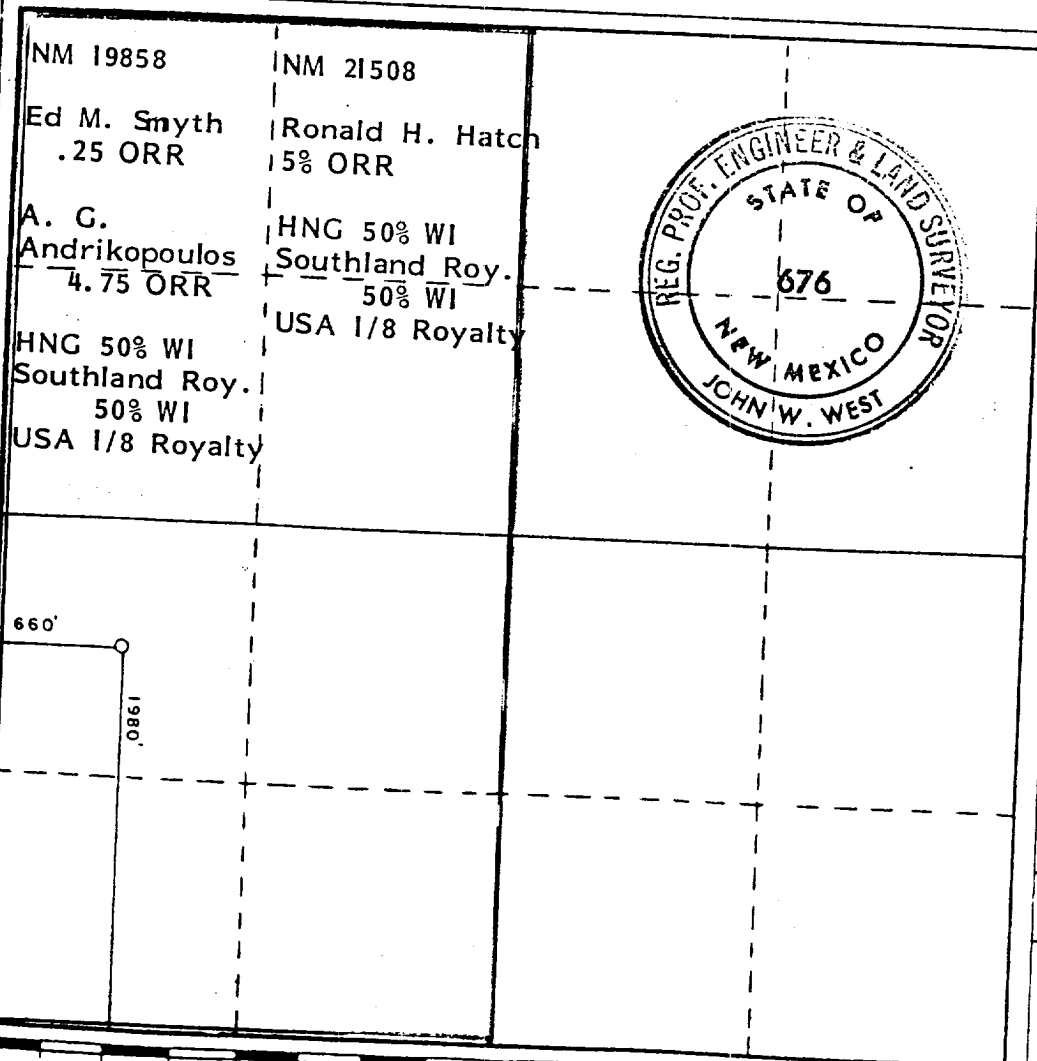 NM 19858
Ed M. Smyth
.25 ORR
A. G.
Andrikopoulos
4.75 ORR
HNG 50% WI
Southland Roy.
50% WI
USA 1/8 Royalty
NM 21508
Ronald H. Hatch
5% ORR
HNG 50% WI
Southland Roy.
50% WI
USA 1/8 Royalty
REG. PROF. ENGINEER & LAND SURVEYOR
STATE OF
676
NEW MEXICO
JOHN W. WEST
660'
1980'